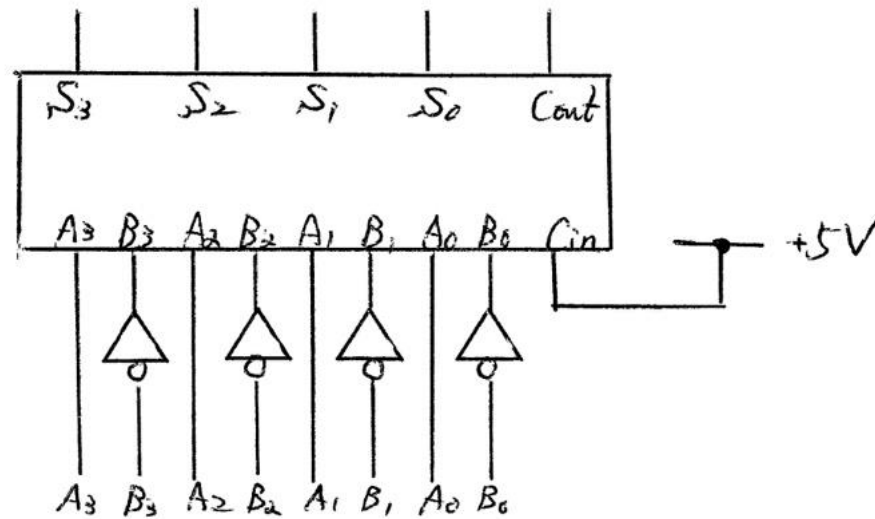 S3 S2 S1 S0 Cout
A3 B3 A2 B2 A1 B1 A0 B0 Cin
+5V
A3 B3 A2 B2 A1 B1 A0 B0